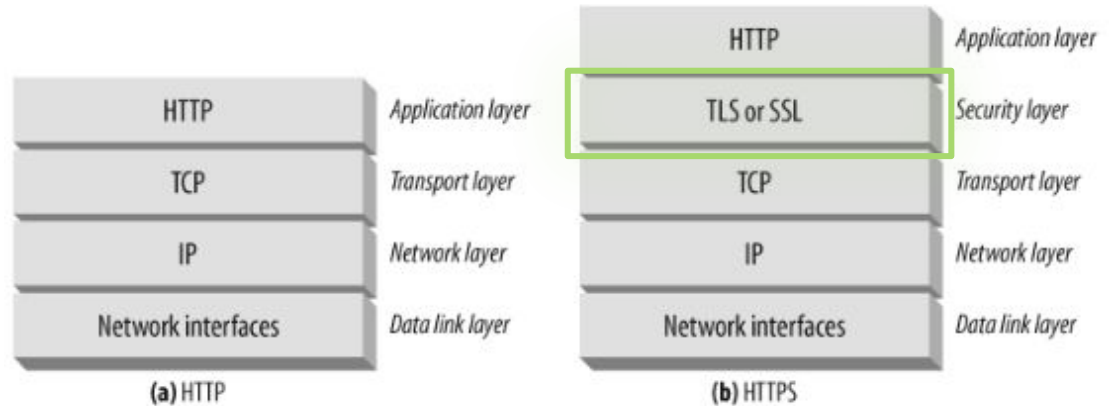 HTTP Application layer
TCP Transport layer
IP Network layer
Network interfaces Data link layer
(a) HTTP
HTTP Application layer
TLS or SSL Security layer
TCP Transport layer
IP Network layer
Network interfaces Data link layer
(b) HTTPS